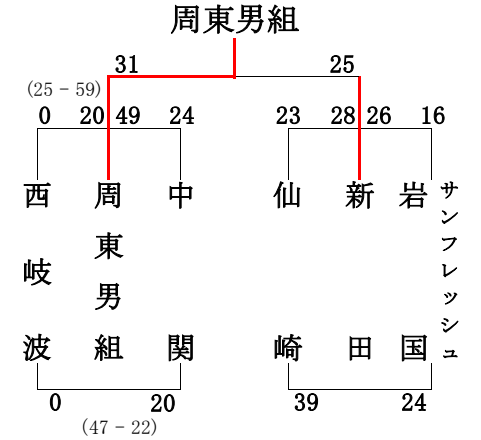 周東男組
31 25
(25－59)
0 20 49 24 23 28 26 16
西岐波
周東男組
中関
仙崎
新田
岩国
サンフレッシュ
0 20 39 24
(47－22)